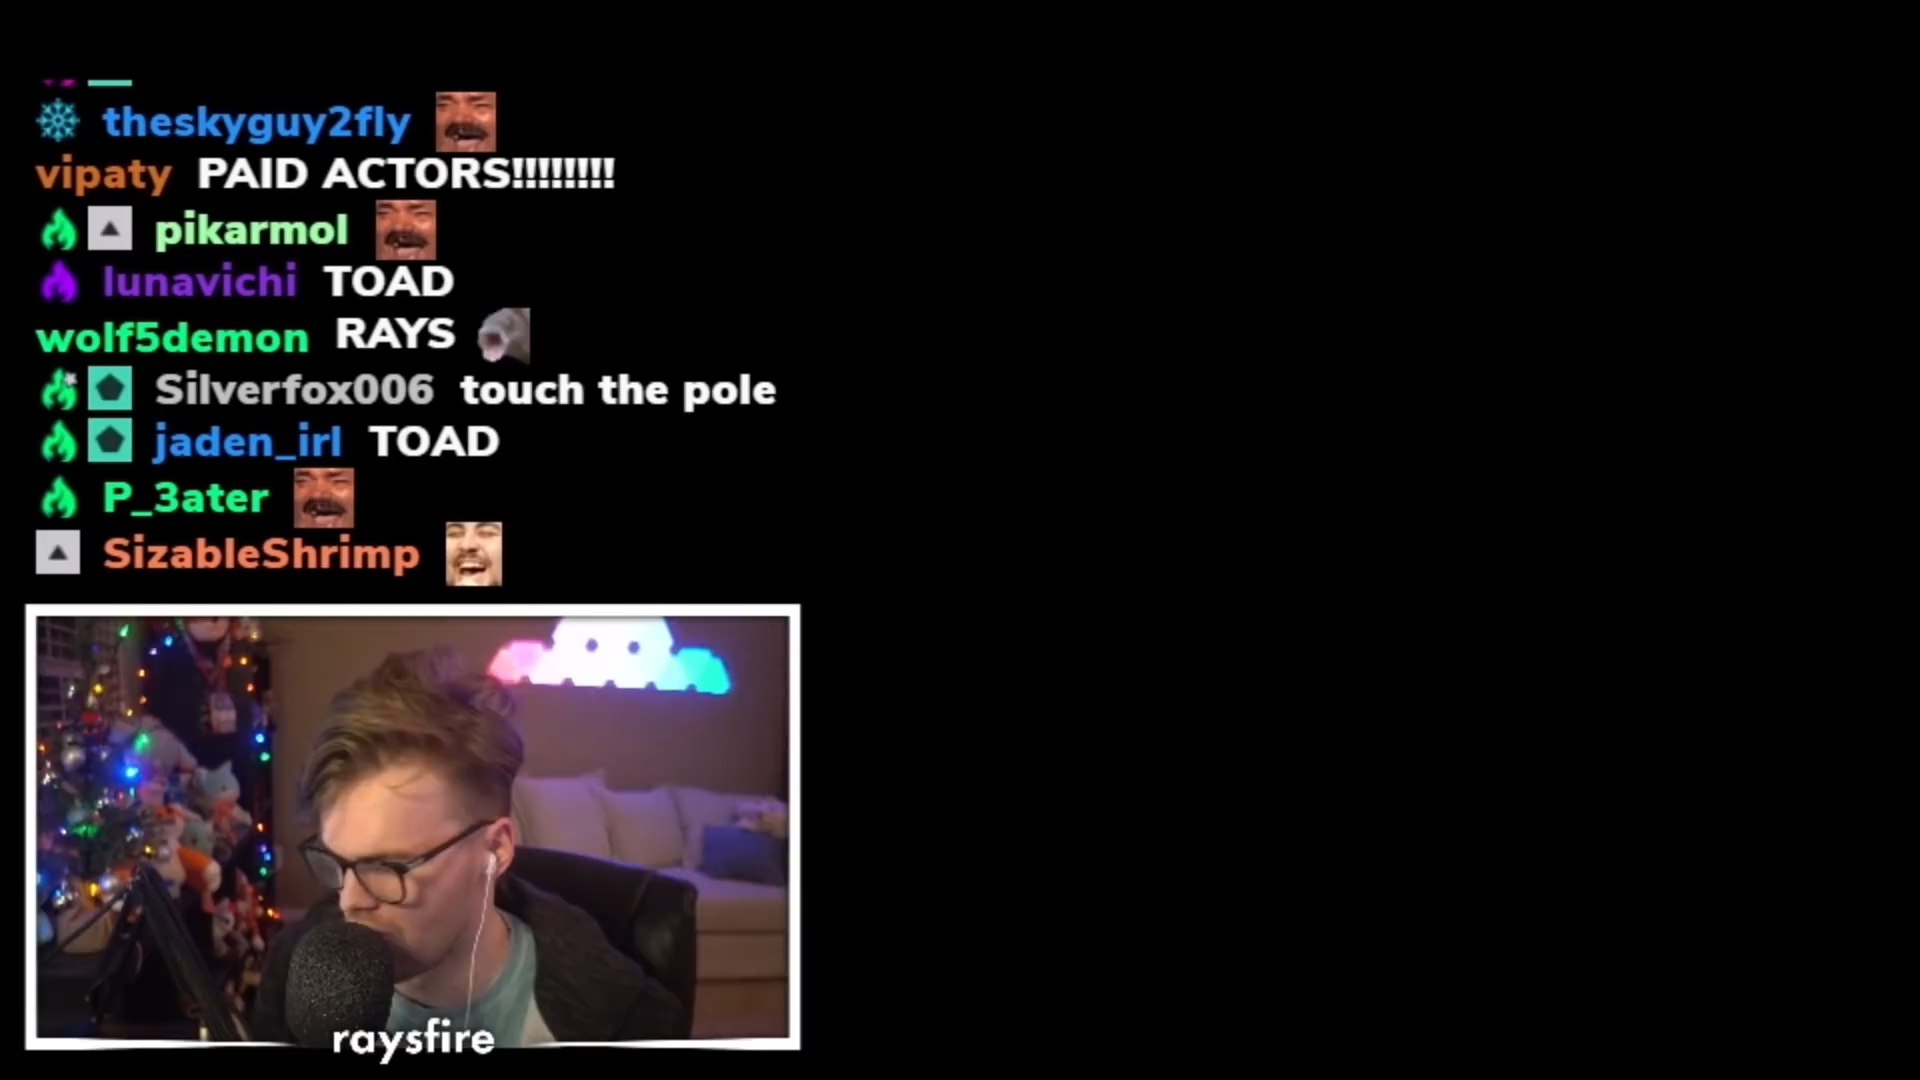 theskyguy2fly
vipaty PAID ACTORS!!!!!!!!
pikarmol
lunavichi TOAD
wolf5demon RAYS
Silverfox006 touch the pole
jaden_irl TOAD
P_3ater
SizableShrimp
raysfire